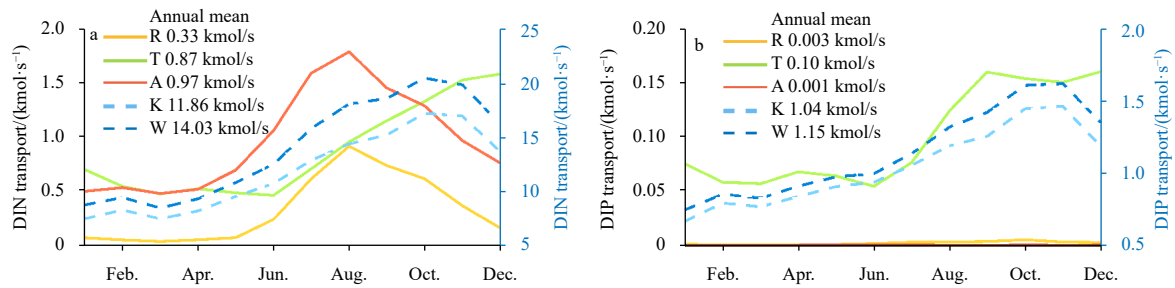 a
Annual mean
R 0.33 kmol/s
T 0.87 kmol/s
A 0.97 kmol/s
K 11.86 kmol/s
W 14.03 kmol/s
DIN transport/(kmol·s⁻¹)
2.0
1.5
1.0
0.5
0
25
20
15
10
5
DIN transport/(kmol·s⁻¹)
Feb. Apr. Jun. Aug. Oct. Dec.
b
Annual mean
R 0.003 kmol/s
T 0.10 kmol/s
A 0.001 kmol/s
K 1.04 kmol/s
W 1.15 kmol/s
DIP transport/(kmol·s⁻¹)
0.20
0.15
0.10
0.05
0
2.0
1.5
1.0
0.5
DIP transport/(kmol·s⁻¹)
Feb. Apr. Jun. Aug. Oct. Dec.